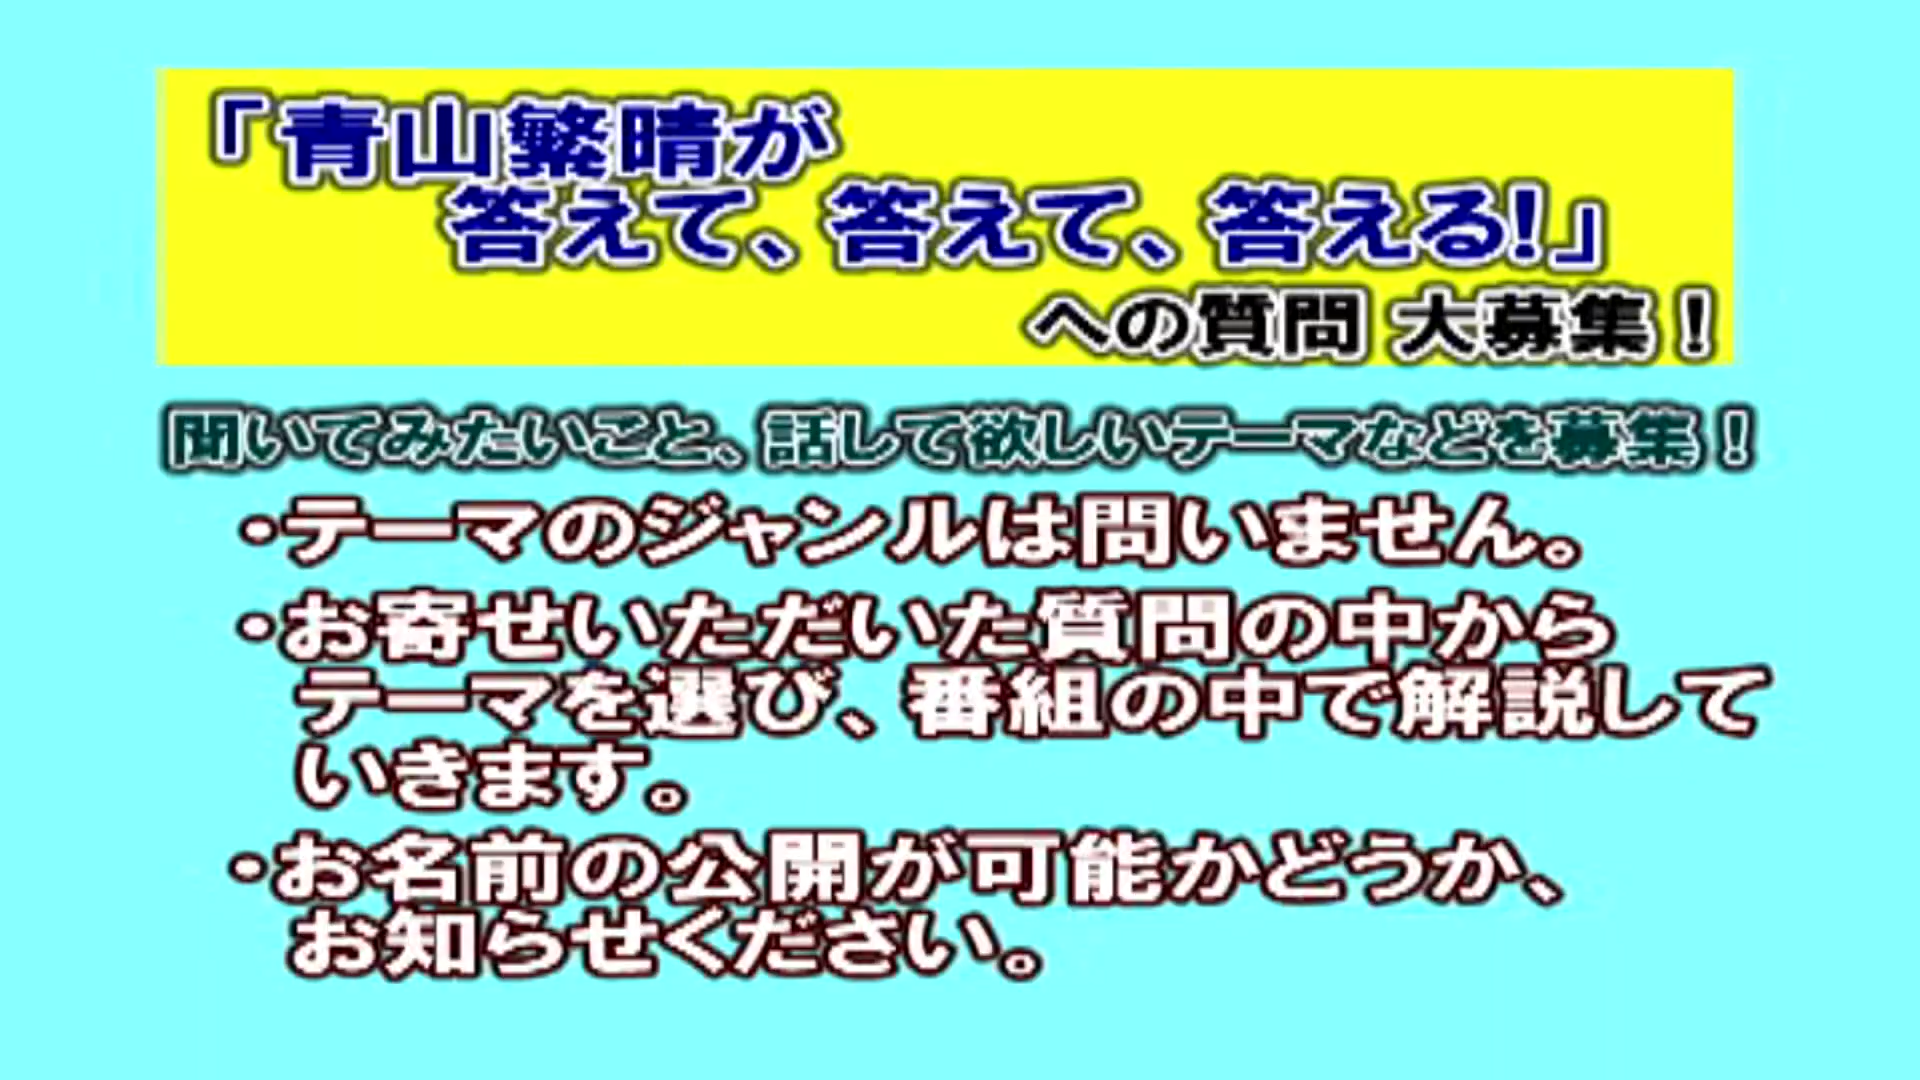 「青山繁晴が
答えて、答えて、答える!」
への質問 大募集！
聞いてみたいこと、話して欲しいテーマなどを募集！
・テーマのジャンルは問いません。
・お寄せいただいた質問の中から
テーマを選び、番組の中で解説して
いきます。
・お名前の公開が可能かどうか、
お知らせください。